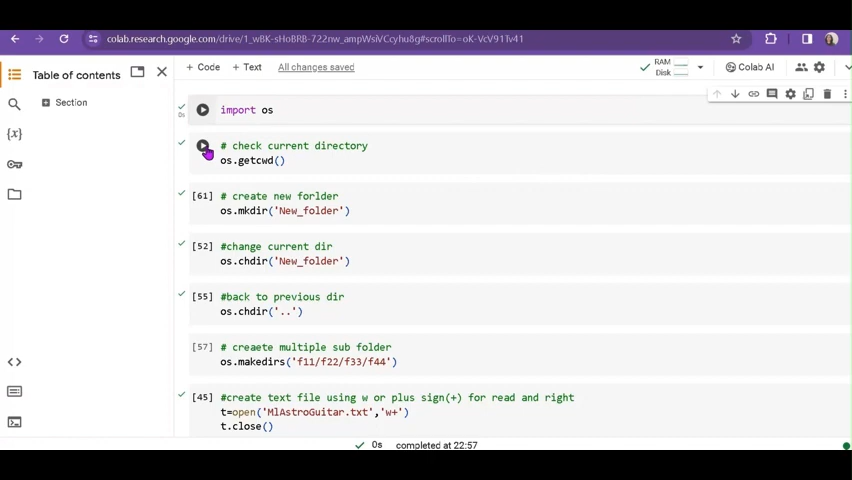 colab.research.google.com/drive/1_wBK-sHoBRB-722nw_ampWsiVCcyhu8g#scrollTo=oK-VcV91Tv41
Table of contents
+ Code + Text All changes saved
RAM
Disk
Colab AI
Section
import os
0s
# check current directory
os.getcwd()
{x}
[61] # create new forlder
os.mkdir('New_folder')
[52] #change current dir
os.chdir('New_folder')
[55] #back to previous dir
os.chdir('..')
[57] # creaete multiple sub folder
os.makedirs('f11/f22/f33/f44')
[45] #create text file using w or plus sign(+) for read and right
t=open('MlAstroGuitar.txt','w+')
t.close()
0s completed at 22:57